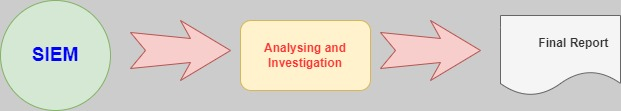 SIEM
Analysing and
Investigation
Final Report